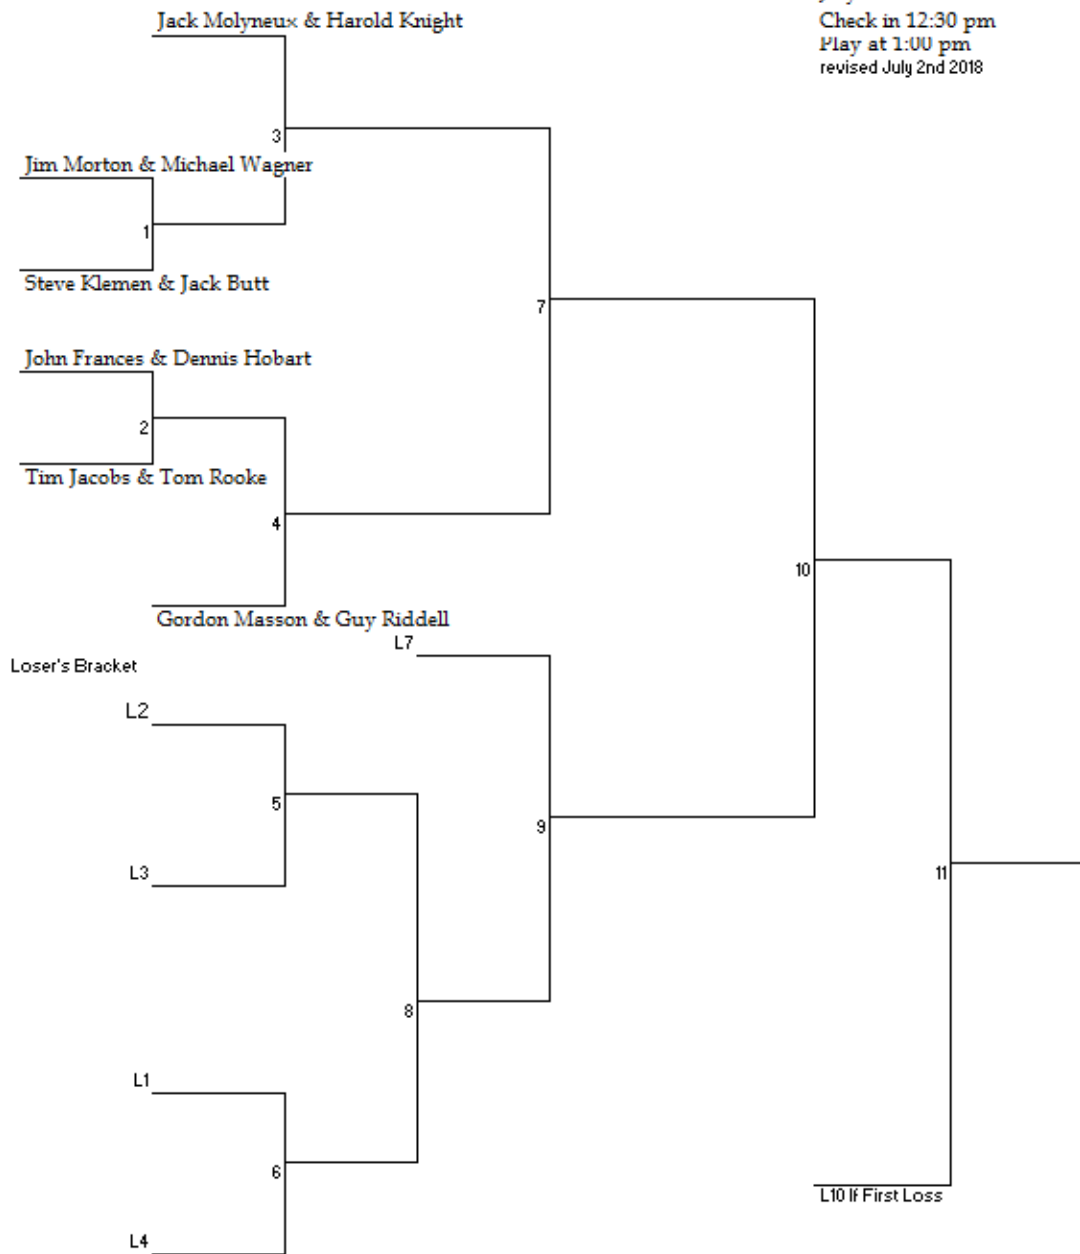 Jack Molyneux & Harold Knight
Check in 12:30 pm
Play at 1:00 pm
revised July 2nd 2018
3
Jim Morton & Michael Wagner
1
Steve Klemen & Jack Butt
7
John Frances & Dennis Hobart
2
Tim Jacobs & Tom Rooke
4
10
Gordon Masson & Guy Riddell
L7
Loser's Bracket
L2
5
9
L3
11
8
L1
6
L10 If First Loss
L4